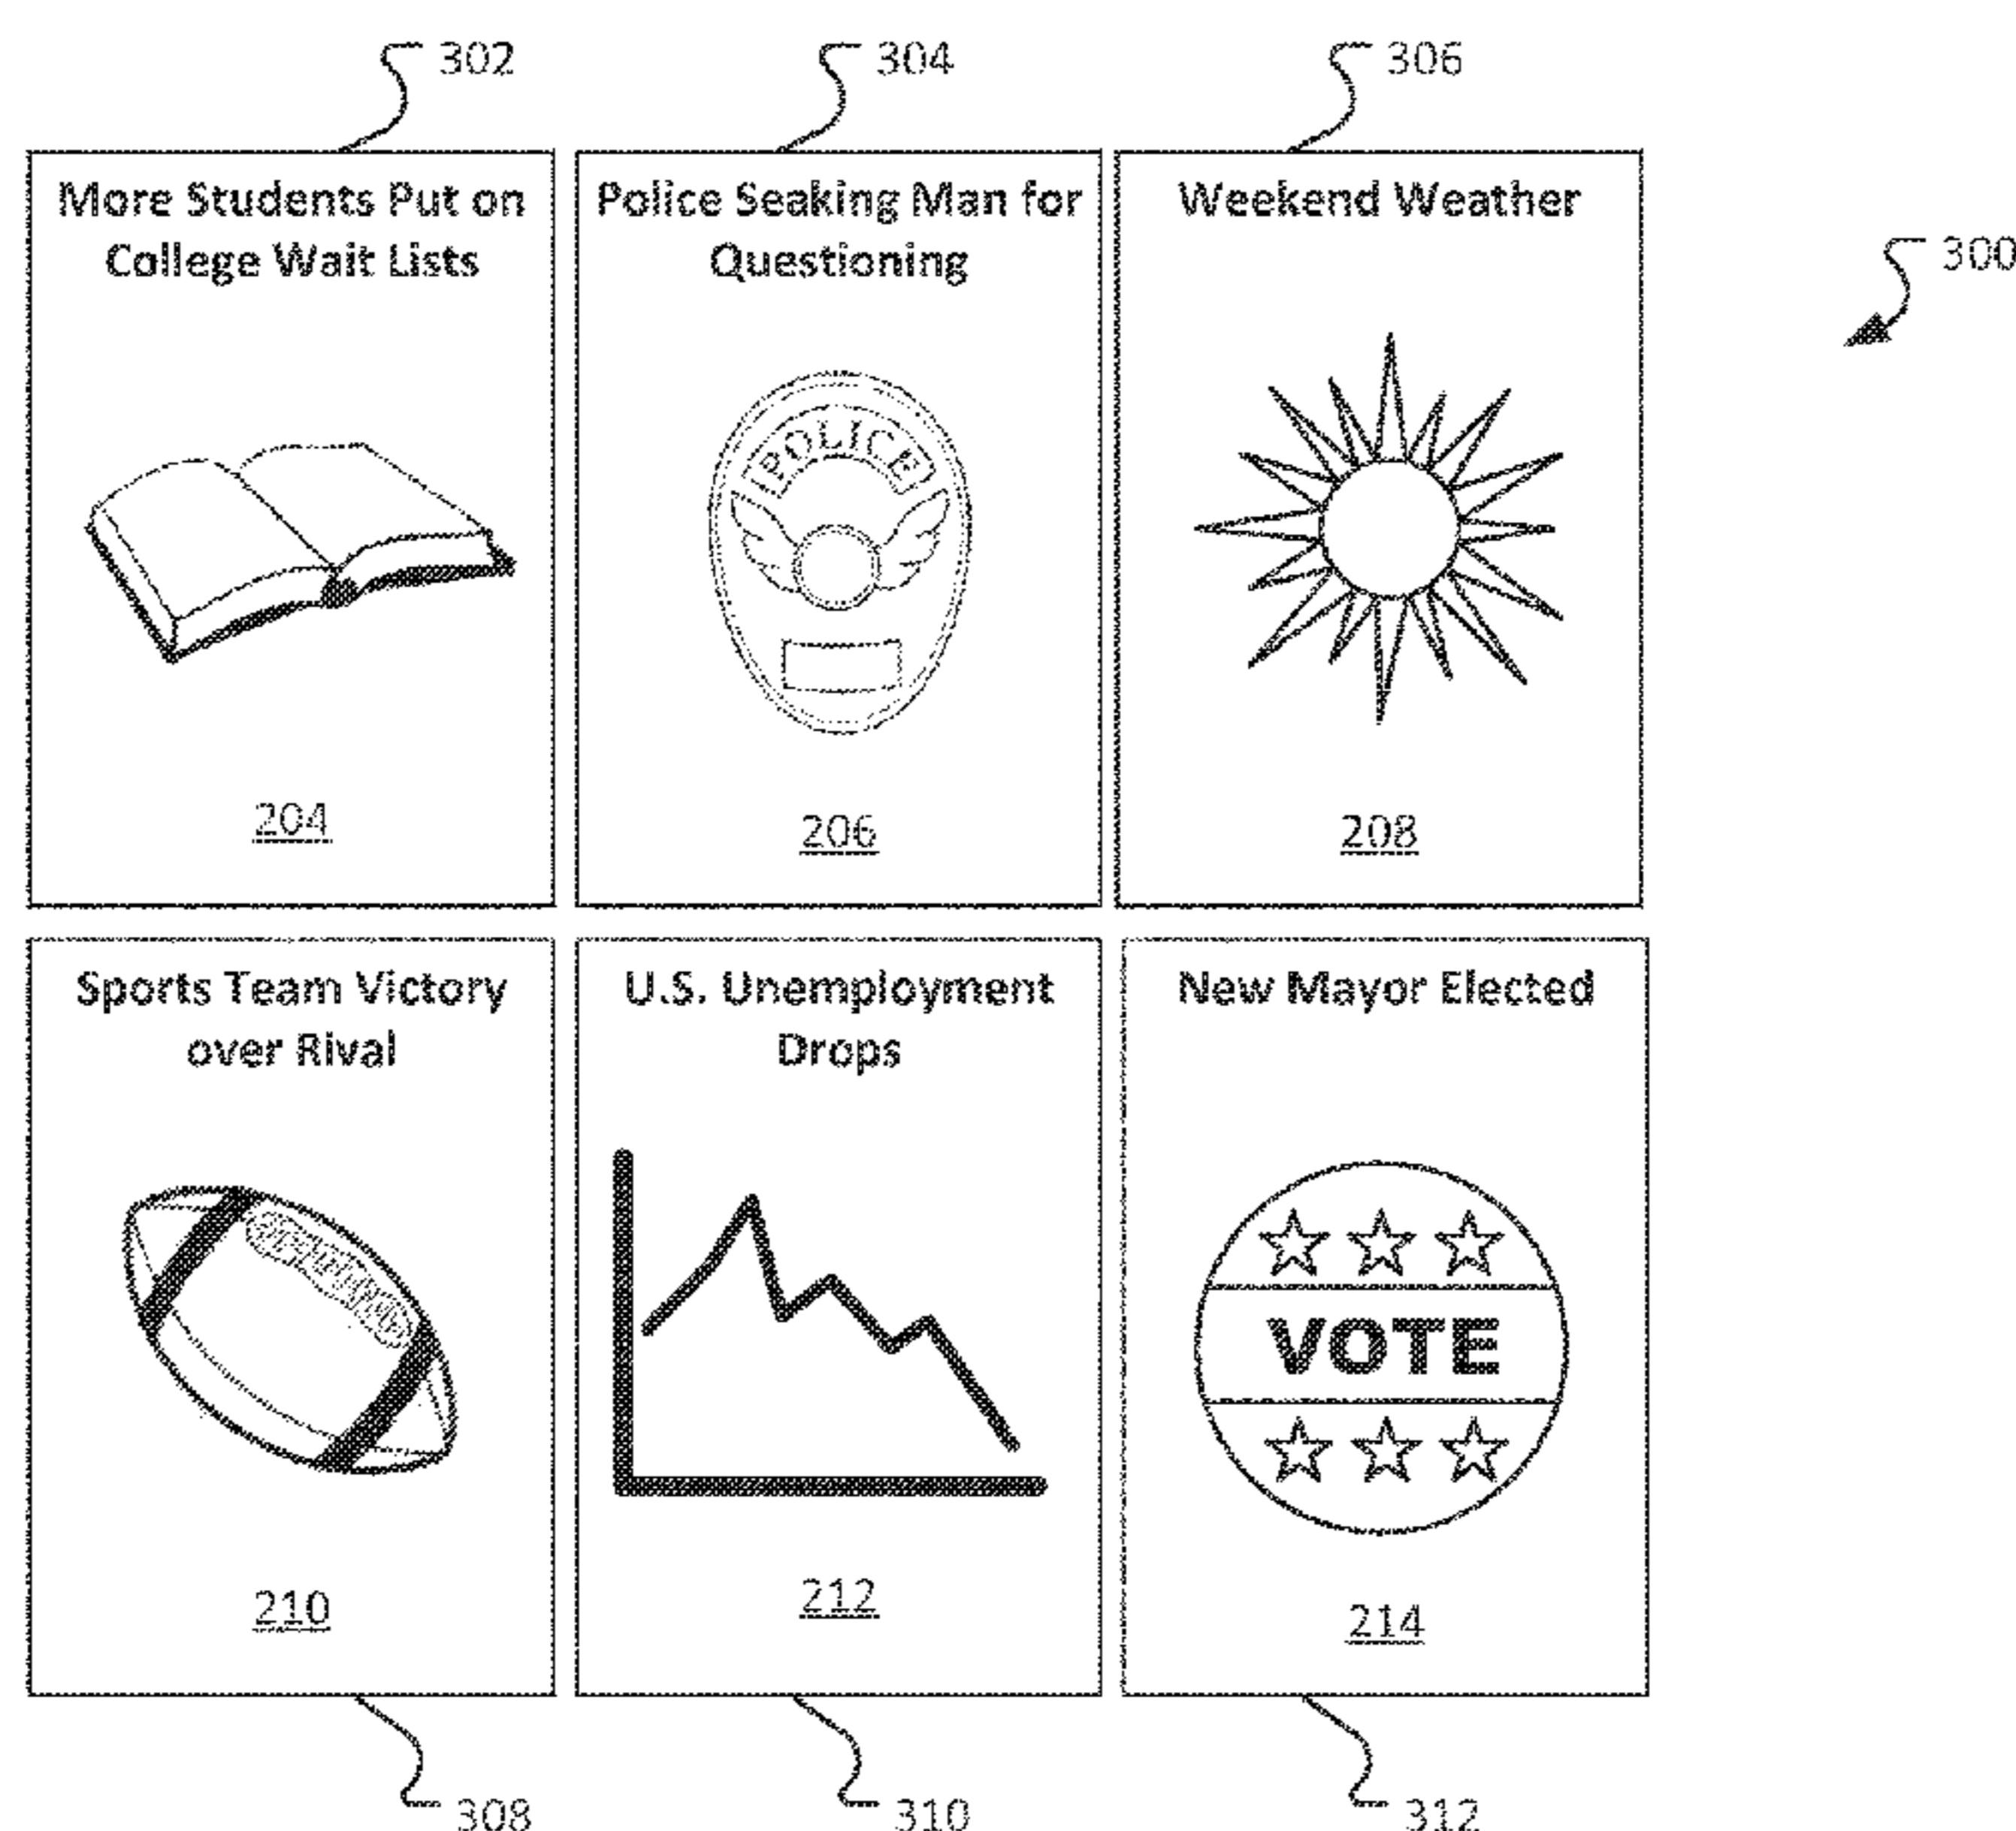 302
304
306
300
More Students Put on
College Wait Lists
204
Police Seaking Man for
Questioning
POLICE
206
Weekend Weather
208
Sports Team Victory
over Rival
210
U.S. Unemployment
Drops
212
New Mayor Elected
VOTE
214
308
310
312